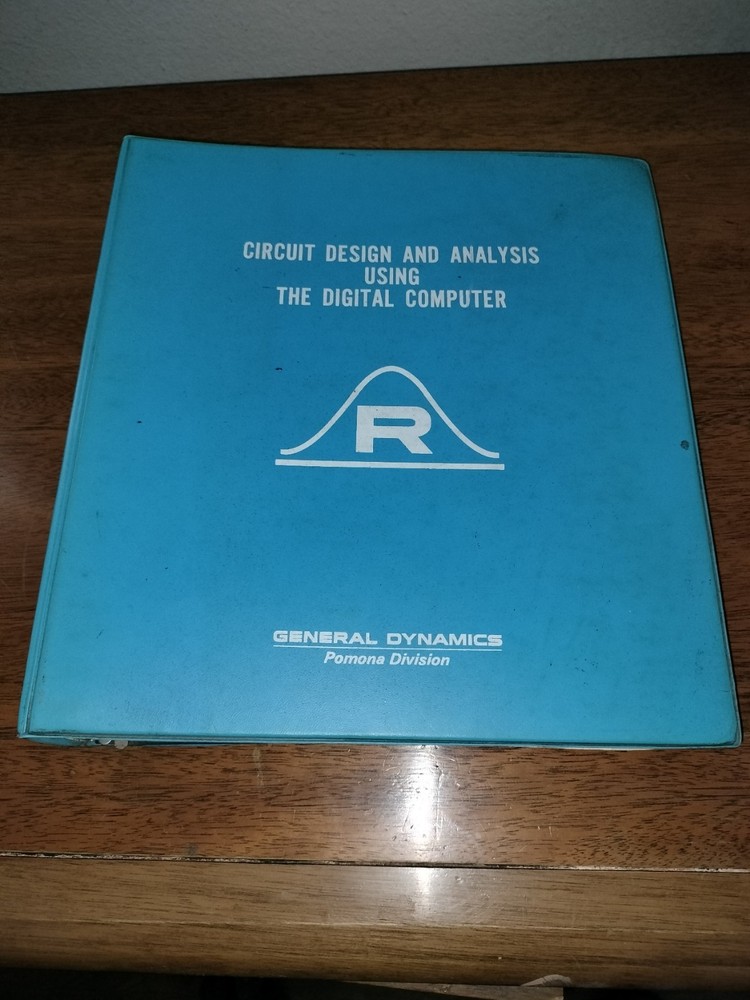 CIRCUIT DESIGN AND ANALYSIS
USING
THE DIGITAL COMPUTER
R
GENERAL DYNAMICS
Pomona Division